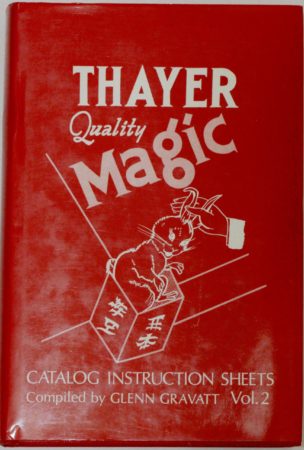 THAYER
Quality
Magic
CATALOG INSTRUCTION SHEETS
Compiled by GLENN GRAVATT Vol. 2